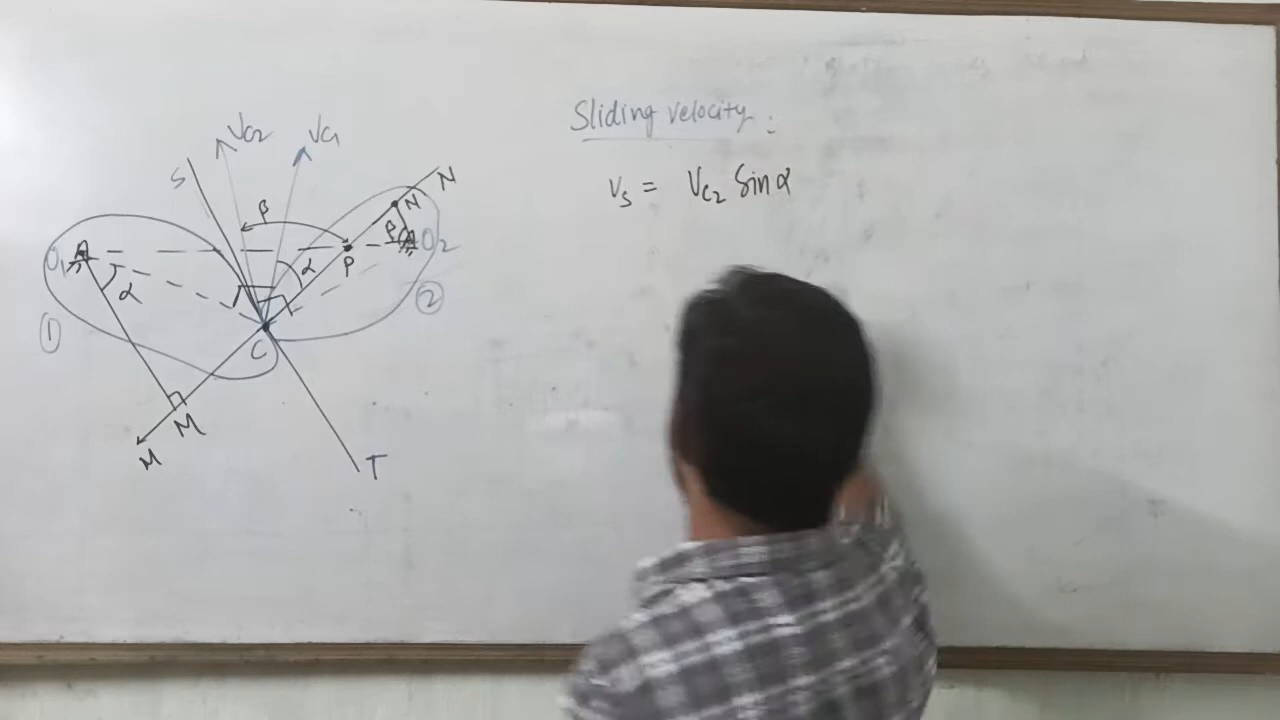 Sliding velocity :
Vs = VC2 Sin α
VC2
VC1
S
N
β
N
β
O1
A
O2
α
P
α
②
①
C
M
M
T